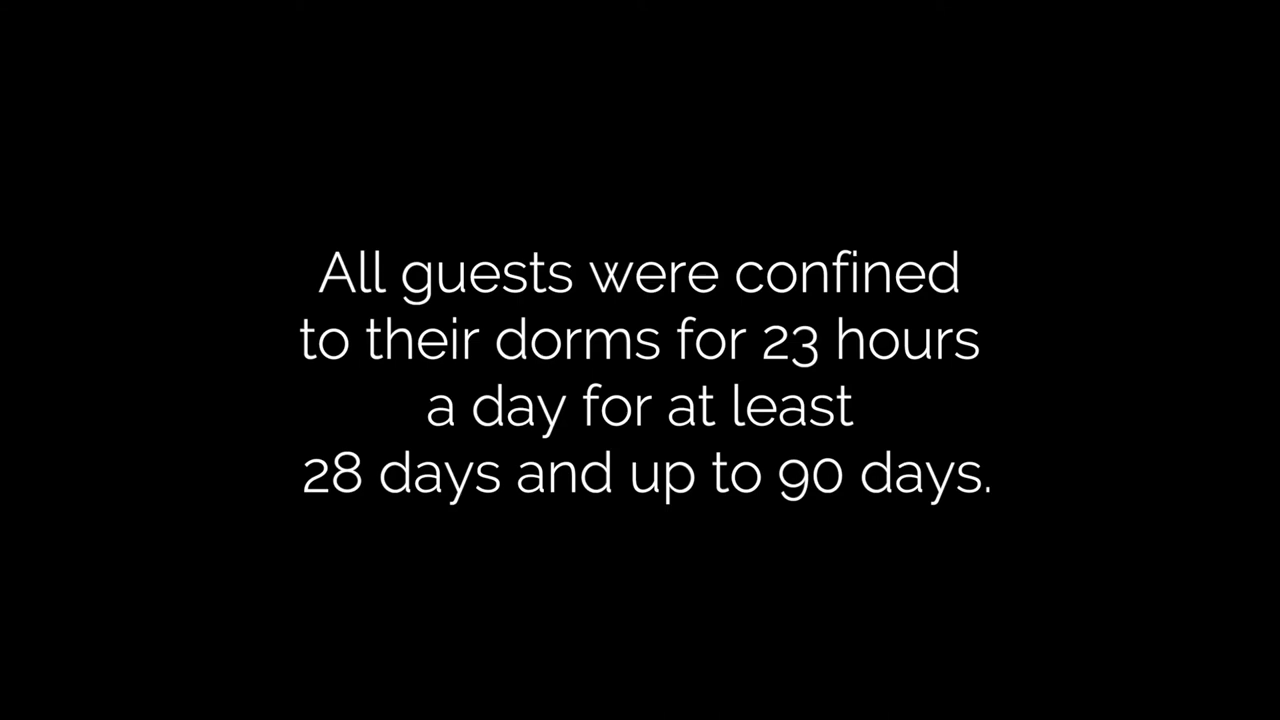 All guests were confined
to their dorms for 23 hours
a day for at least
28 days and up to 90 days.